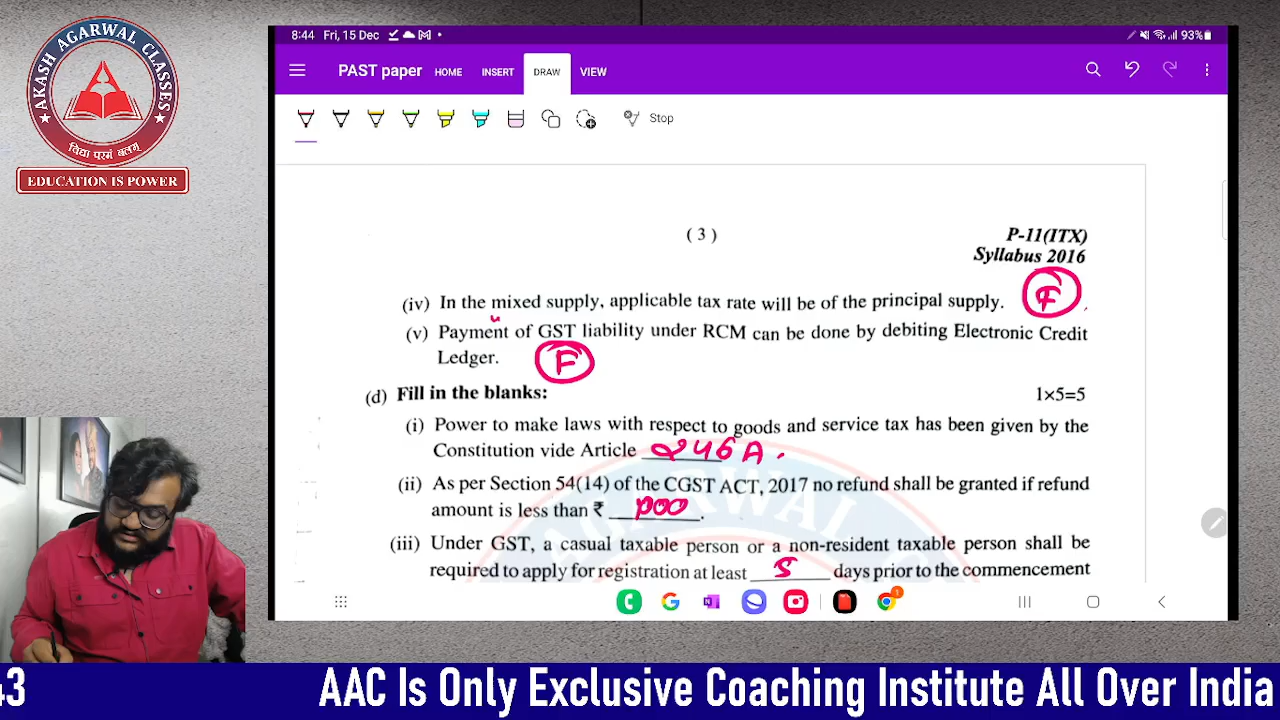 AKASH AGARWAL CLASSES
विद्या परमं बलम्
EDUCATION IS POWER
8:44 Fri, 15 Dec
93%
PAST paper HOME INSERT DRAW VIEW
Stop
( 3 )
P-11(ITX)
Syllabus 2016
(iv) In the mixed supply, applicable tax rate will be of the principal supply. F
(v) Payment of GST liability under RCM can be done by debiting Electronic Credit
Ledger. F
(d) Fill in the blanks: 1×5=5
(i) Power to make laws with respect to goods and service tax has been given by the
Constitution vide Article 246A.
(ii) As per Section 54(14) of the CGST ACT, 2017 no refund shall be granted if refund
amount is less than ₹ 1000.
(iii) Under GST, a casual taxable person or a non-resident taxable person shall be
required to apply for registration at least 5 days prior to the commencement
AGARWAL
43 AAC Is Only Exclusive Coaching Institute All Over India